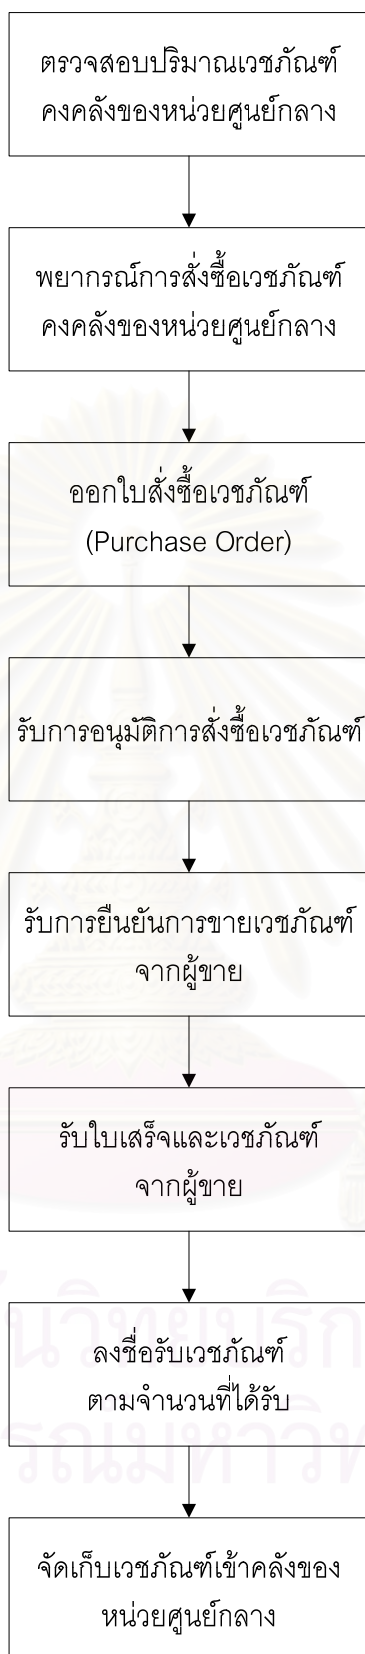 ตรวจสอบปริมาณเวชภัณฑ์
คงคลังของหน่วยศูนย์กลาง
พยากรณ์การสั่งซื้อเวชภัณฑ์
คงคลังของหน่วยศูนย์กลาง
ออกใบสั่งซื้อเวชภัณฑ์
(Purchase Order)
รับการอนุมัติการสั่งซื้อเวชภัณฑ์
รับการยืนยันการขายเวชภัณฑ์
จากผู้ขาย
รับใบเสร็จและเวชภัณฑ์
จากผู้ขาย
ลงชื่อรับเวชภัณฑ์
ตามจำนวนที่ได้รับ
จัดเก็บเวชภัณฑ์เข้าคลังของ
หน่วยศูนย์กลาง